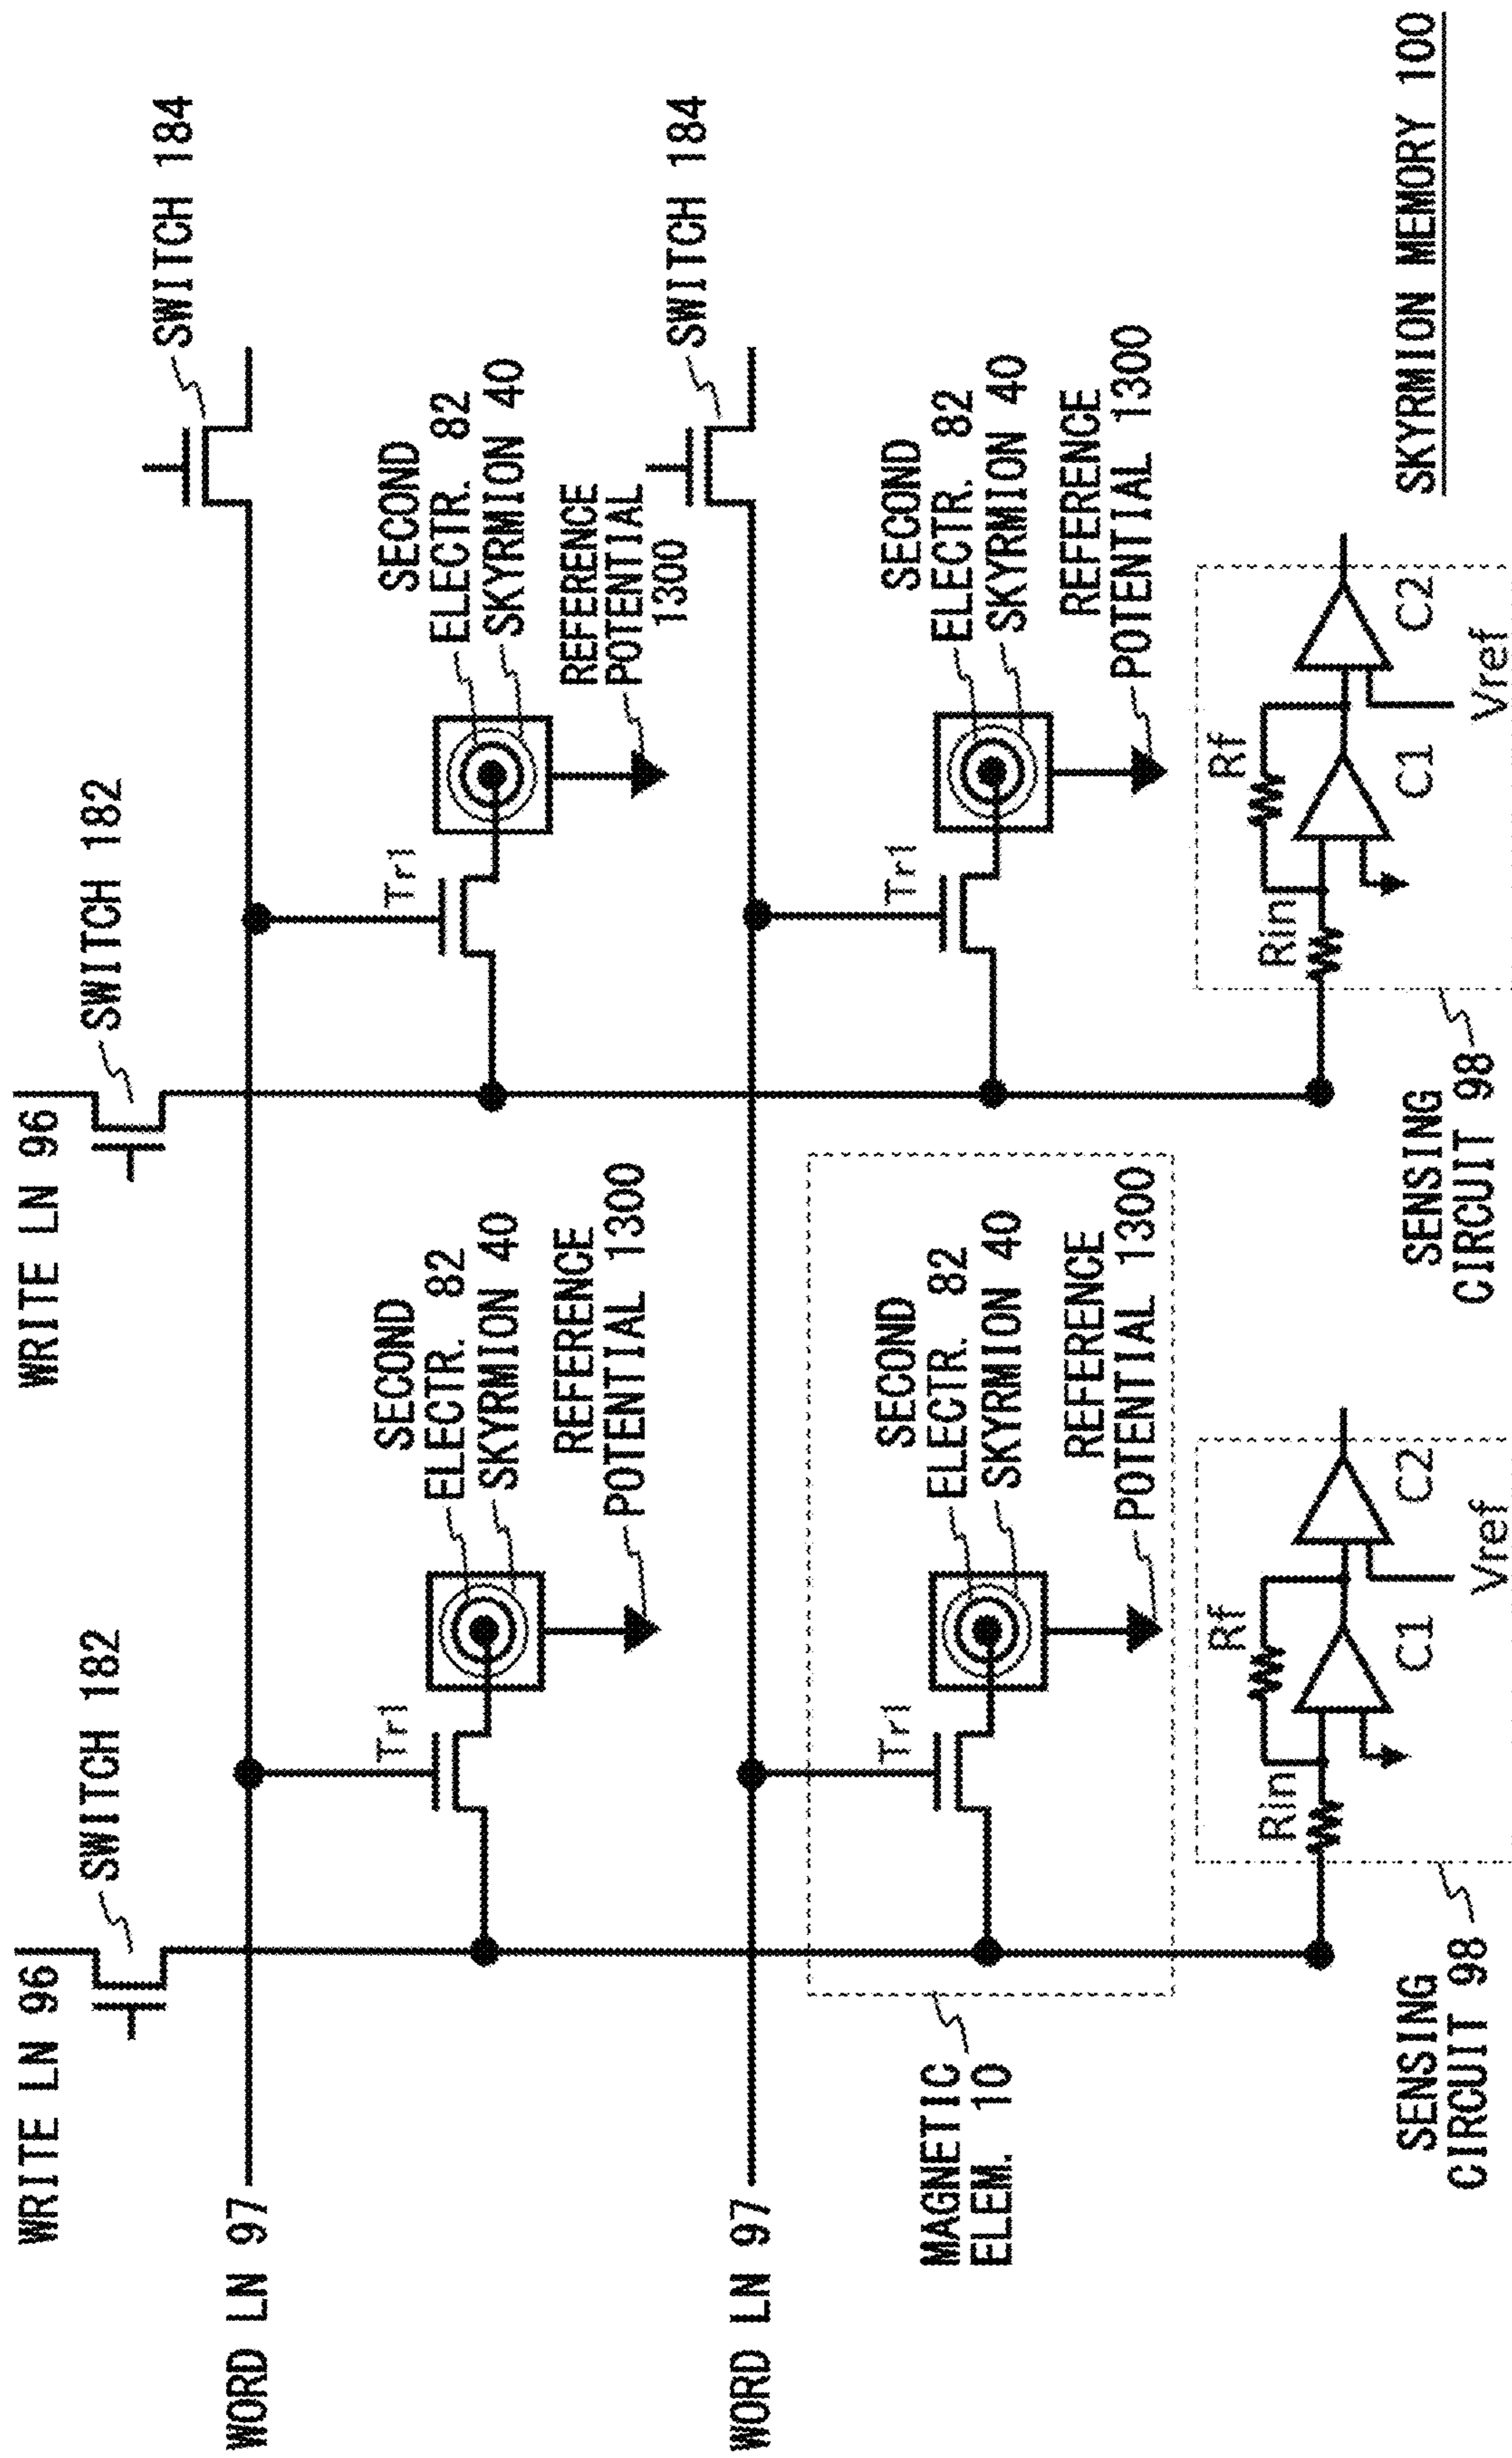 WRITE LN 96
SWITCH 182
WRITE LN 96
SWITCH 182
SWITCH 184
WORD LN 97
Tr1
SECOND
ELECTR. 82
SKYRMION 40
REFERENCE
POTENTIAL 1300
Tr1
SECOND
ELECTR. 82
SKYRMION 40
REFERENCE
POTENTIAL
1300
SWITCH 184
WORD LN 97
MAGNETIC
ELEM. 10
Tr1
SECOND
ELECTR. 82
SKYRMION 40
REFERENCE
POTENTIAL 1300
Tr1
SECOND
ELECTR. 82
SKYRMION 40
REFERENCE
POTENTIAL 1300
SENSING
CIRCUIT 98
Rin
Rf
C1
C2
Vref
SENSING
CIRCUIT 98
Rin
Rf
C1
C2
Vref
SKYRMION MEMORY 100